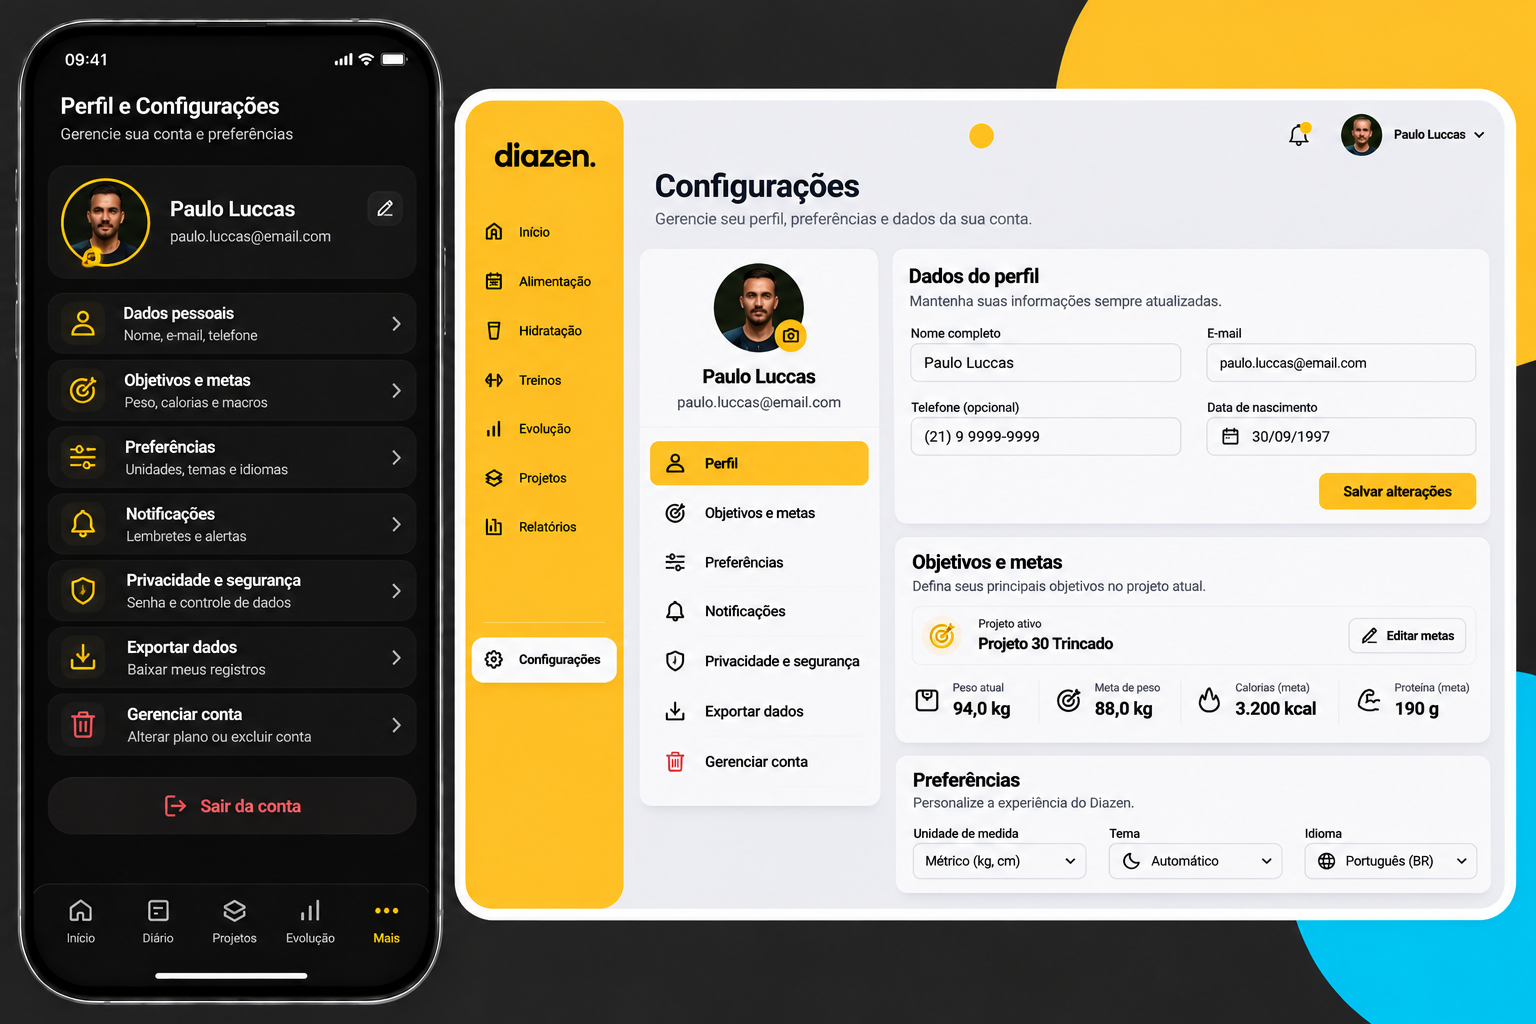 09:41
Perfil e Configurações
Gerencie sua conta e preferências
Paulo Luccas
paulo.luccas@email.com
Dados pessoais
Nome, e-mail, telefone
Objetivos e metas
Peso, calorias e macros
Preferências
Unidades, temas e idiomas
Notificações
Lembretes e alertas
Privacidade e segurança
Senha e controle de dados
Exportar dados
Baixar meus registros
Gerenciar conta
Alterar plano ou excluir conta
Sair da conta
Início
Diário
Projetos
Evolução
Mais
diazen.
Início
Alimentação
Hidratação
Treinos
Evolução
Projetos
Relatórios
Configurações
Paulo Luccas
Configurações
Gerencie seu perfil, preferências e dados da sua conta.
Paulo Luccas
paulo.luccas@email.com
Perfil
Objetivos e metas
Preferências
Notificações
Privacidade e segurança
Exportar dados
Gerenciar conta
Dados do perfil
Mantenha suas informações sempre atualizadas.
Nome completo
Paulo Luccas
E-mail
paulo.luccas@email.com
Telefone (opcional)
(21) 9 9999-9999
Data de nascimento
30/09/1997
Salvar alterações
Objetivos e metas
Defina seus principais objetivos no projeto atual.
Projeto ativo
Projeto 30 Trincado
Editar metas
Peso atual
94,0 kg
Meta de peso
88,0 kg
Calorias (meta)
3.200 kcal
Proteína (meta)
190 g
Preferências
Personalize a experiência do Diazen.
Unidade de medida
Métrico (kg, cm)
Tema
Automático
Idioma
Português (BR)